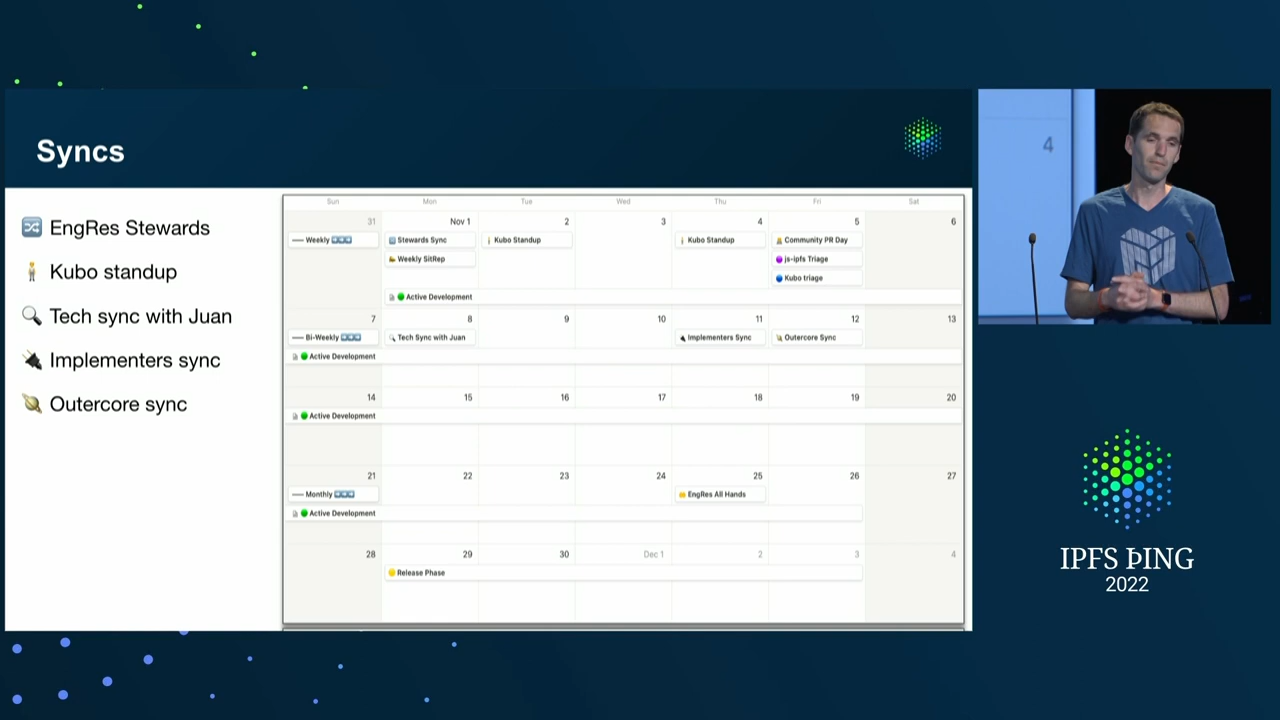 Syncs
EngRes Stewards
Kubo standup
Tech sync with Juan
Implementers sync
Outercore sync
Sun Mon Tue Wed Thu Fri Sat
31 Nov 1 2 3 4 5 6
Weekly Stewards Sync Kubo Standup Kubo Standup Community PR Day
Weekly SitRep js-ipfs Triage
Kubo triage
Active Development
7 8 9 10 11 12 13
Bi-Weekly Tech Sync with Juan Implementers Sync Outercore Sync
Active Development
14 15 16 17 18 19 20
Active Development
21 22 23 24 25 26 27
Monthly EngRes All Hands
Active Development
28 29 30 Dec 1 2 3 4
Release Phase
4
IPFS ÞING
2022